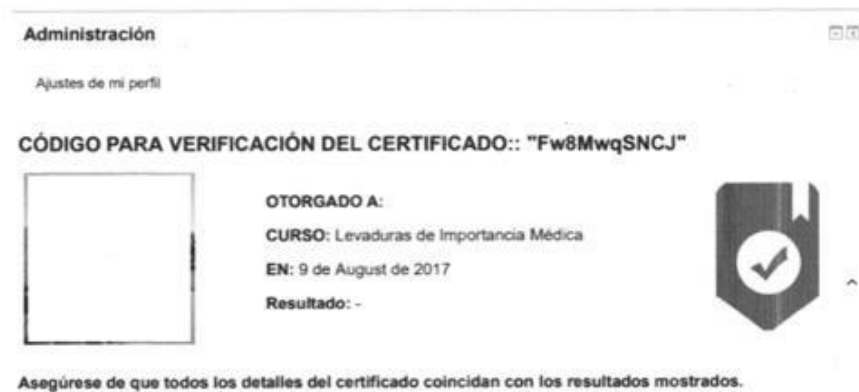 Administración
Ajustes de mi perfil
CÓDIGO PARA VERIFICACIÓN DEL CERTIFICADO:: "Fw8MwqSNCJ"
OTORGADO A:
CURSO: Levaduras de Importancia Médica
EN: 9 de August de 2017
Resultado: -
Asegúrese de que todos los detalles del certificado coincidan con los resultados mostrados.